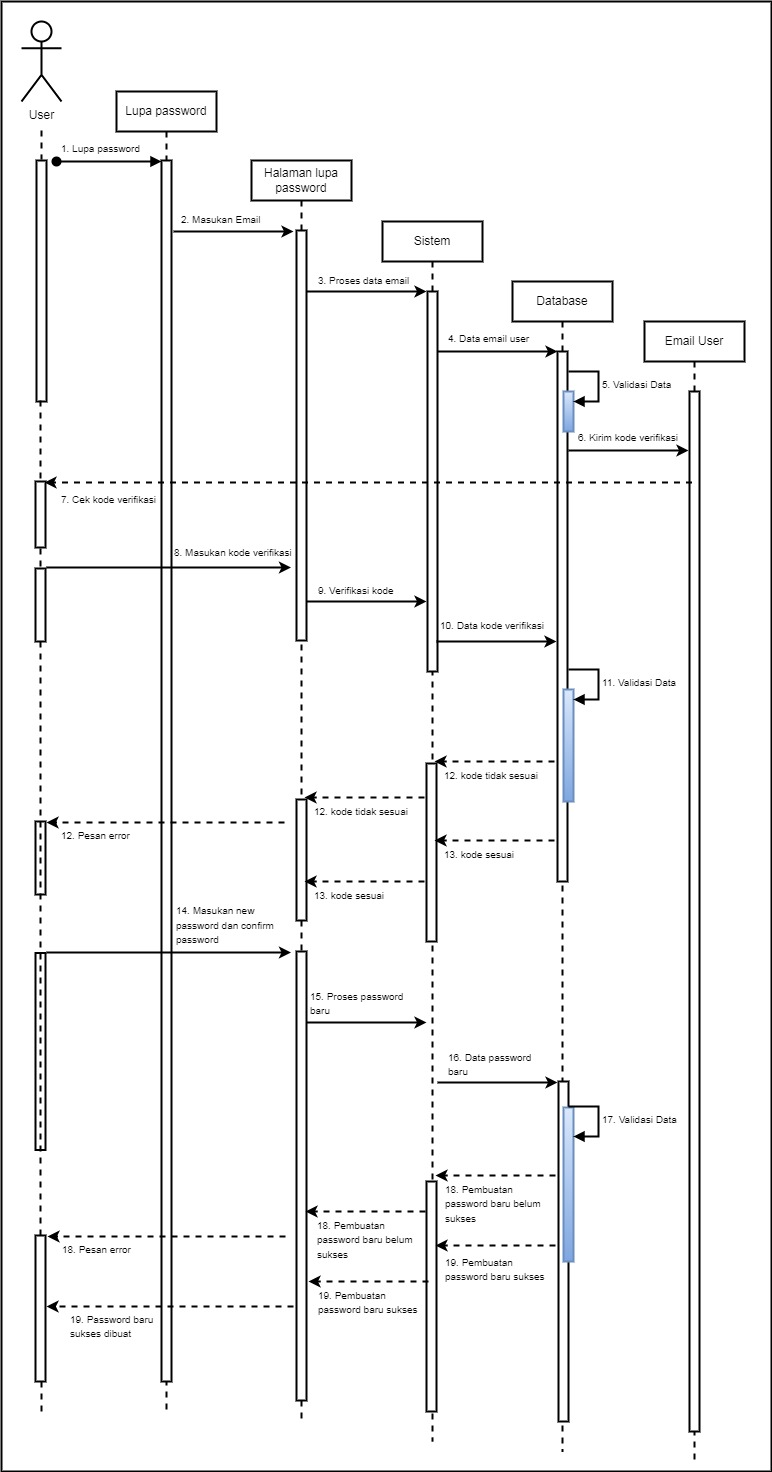 User
Lupa password
1. Lupa password
Halaman lupa
password
2. Masukan Email
Sistem
3. Proses data email
Database
4. Data email user
Email User
5. Validasi Data
6. Kirim kode verifikasi
7. Cek kode verifikasi
8. Masukan kode verifikasi
9. Verifikasi kode
10. Data kode verifikasi
11. Validasi Data
12. kode tidak sesuai
12. kode tidak sesuai
12. Pesan error
13. kode sesuai
13. kode sesuai
14. Masukan new
password dan confirm
password
15. Proses password
baru
16. Data password
baru
17. Validasi Data
18. Pembuatan
password baru belum
sukses
18. Pembuatan
password baru belum
sukses
18. Pesan error
19. Pembuatan
password baru sukses
19. Pembuatan
password baru sukses
19. Password baru
sukses dibuat